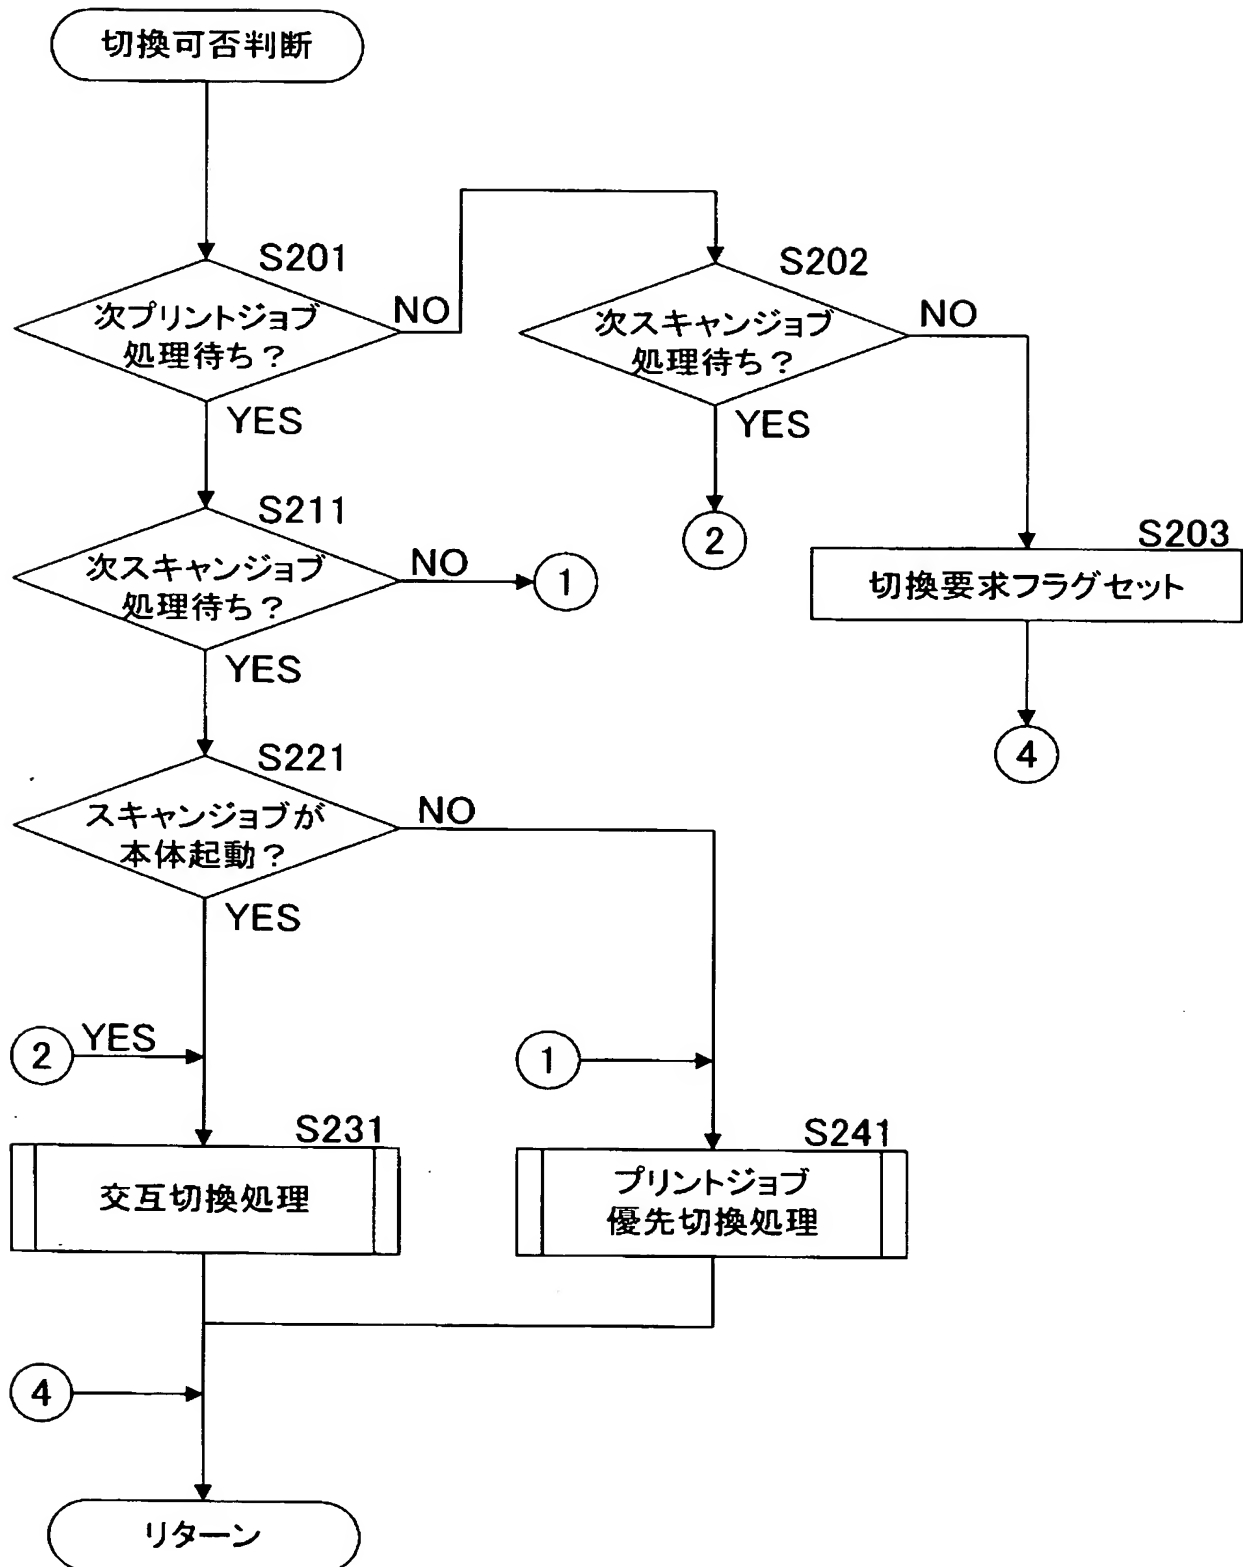 切換可否判断
S201
次プリントジョブ
処理待ち？
NO
YES
S202
次スキャンジョブ
処理待ち？
NO
YES
2
S203
切換要求フラグセット
4
S211
次スキャンジョブ
処理待ち？
NO
1
YES
S221
スキャンジョブが
本体起動？
NO
YES
2
YES
1
S231
交互切換処理
S241
プリントジョブ
優先切換処理
4
リターン